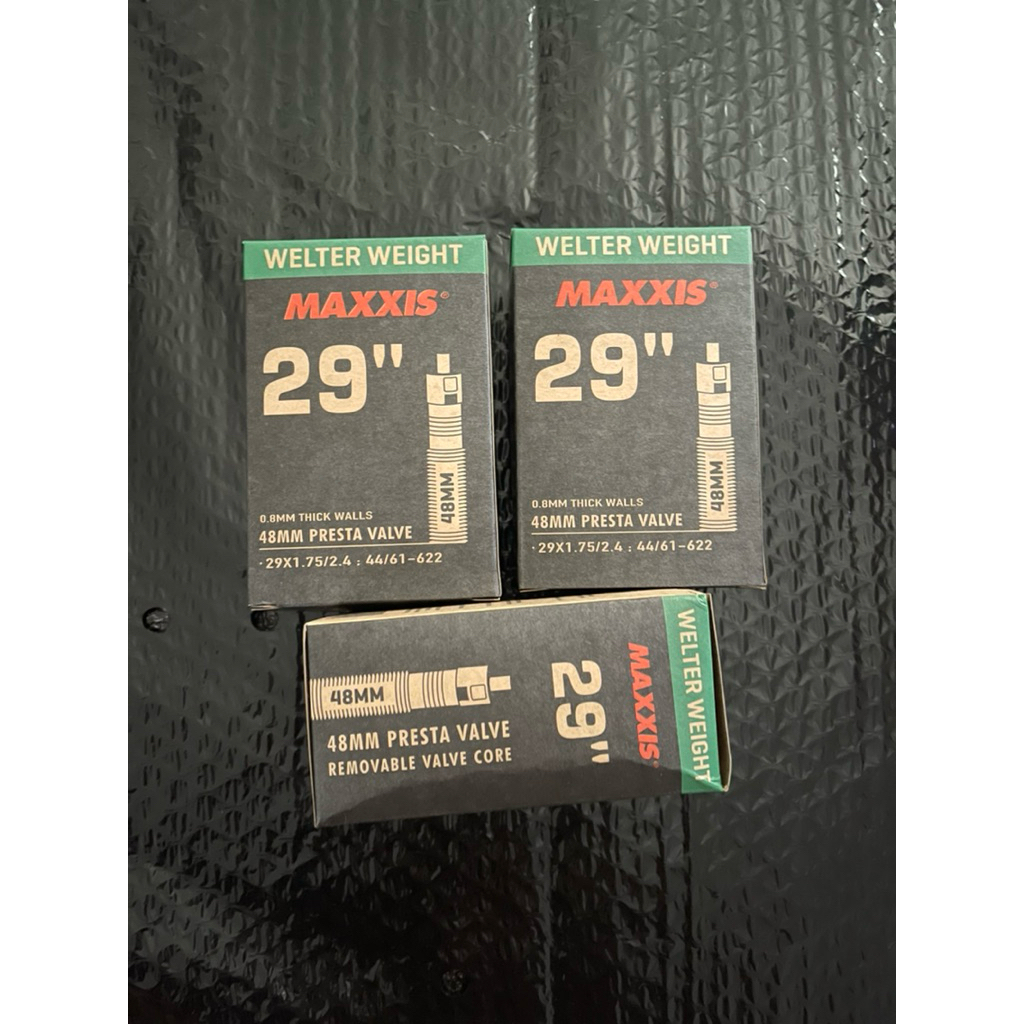 WELTER WEIGHT
MAXXIS®
29"
48MM
0.8MM THICK WALLS
48MM PRESTA VALVE
·29X1.75/2.4 : 44/61-622
WELTER WEIGHT
MAXXIS®
29"
48MM
0.8MM THICK WALLS
48MM PRESTA VALVE
·29X1.75/2.4 : 44/61-622
WELTER WEIGHT
MAXXIS®
29"
48MM
48MM PRESTA VALVE
REMOVABLE VALVE CORE